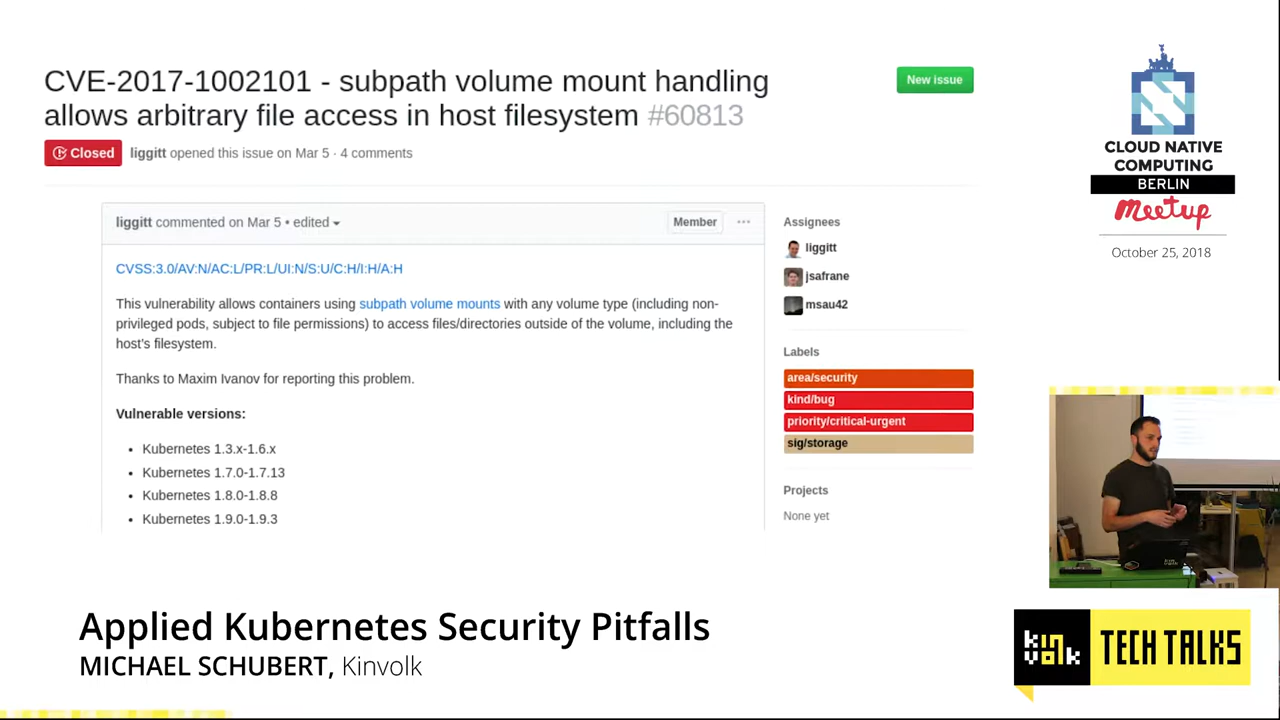 CVE-2017-1002101 - subpath volume mount handling
allows arbitrary file access in host filesystem #60813
New issue
Closed liggitt opened this issue on Mar 5 · 4 comments
liggitt commented on Mar 5 • edited
Member
CVSS:3.0/AV:N/AC:L/PR:L/UI:N/S:U/C:H/I:H/A:H
This vulnerability allows containers using subpath volume mounts with any volume type (including non-
privileged pods, subject to file permissions) to access files/directories outside of the volume, including the
host's filesystem.
Thanks to Maxim Ivanov for reporting this problem.
Vulnerable versions:
• Kubernetes 1.3.x-1.6.x
• Kubernetes 1.7.0-1.7.13
• Kubernetes 1.8.0-1.8.8
• Kubernetes 1.9.0-1.9.3
Assignees
liggitt
jsafrane
msau42
Labels
area/security
kind/bug
priority/critical-urgent
sig/storage
Projects
None yet
CLOUD NATIVE
COMPUTING
BERLIN
meetup
October 25, 2018
Applied Kubernetes Security Pitfalls
MICHAEL SCHUBERT, Kinvolk
kinvolk
TECH TALKS